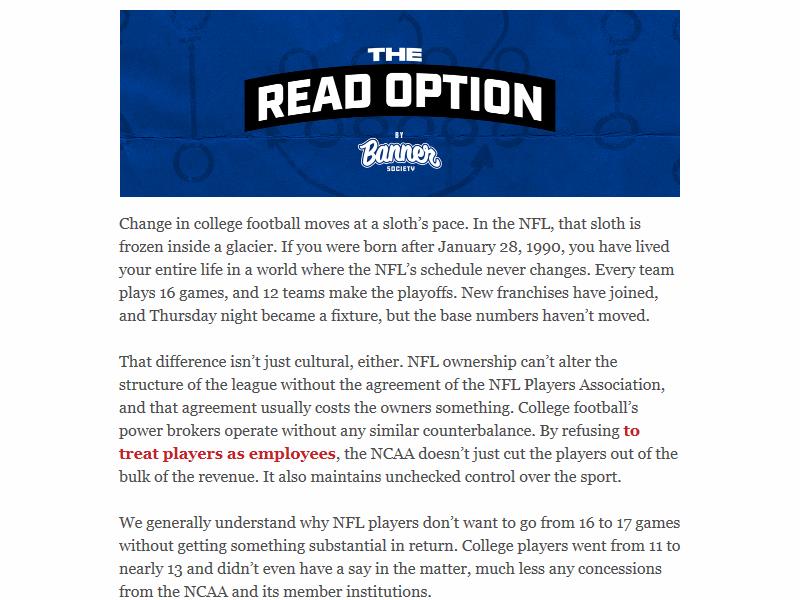 THE
READ OPTION
BY
Banner
SOCIETY
Change in college football moves at a sloth’s pace. In the NFL, that sloth is
frozen inside a glacier. If you were born after January 28, 1990, you have lived
your entire life in a world where the NFL’s schedule never changes. Every team
plays 16 games, and 12 teams make the playoffs. New franchises have joined,
and Thursday night became a fixture, but the base numbers haven’t moved.
That difference isn’t just cultural, either. NFL ownership can’t alter the
structure of the league without the agreement of the NFL Players Association,
and that agreement usually costs the owners something. College football’s
power brokers operate without any similar counterbalance. By refusing to
treat players as employees, the NCAA doesn’t just cut the players out of the
bulk of the revenue. It also maintains unchecked control over the sport.
We generally understand why NFL players don’t want to go from 16 to 17 games
without getting something substantial in return. College players went from 11 to
nearly 13 and didn’t even have a say in the matter, much less any concessions
from the NCAA and its member institutions.